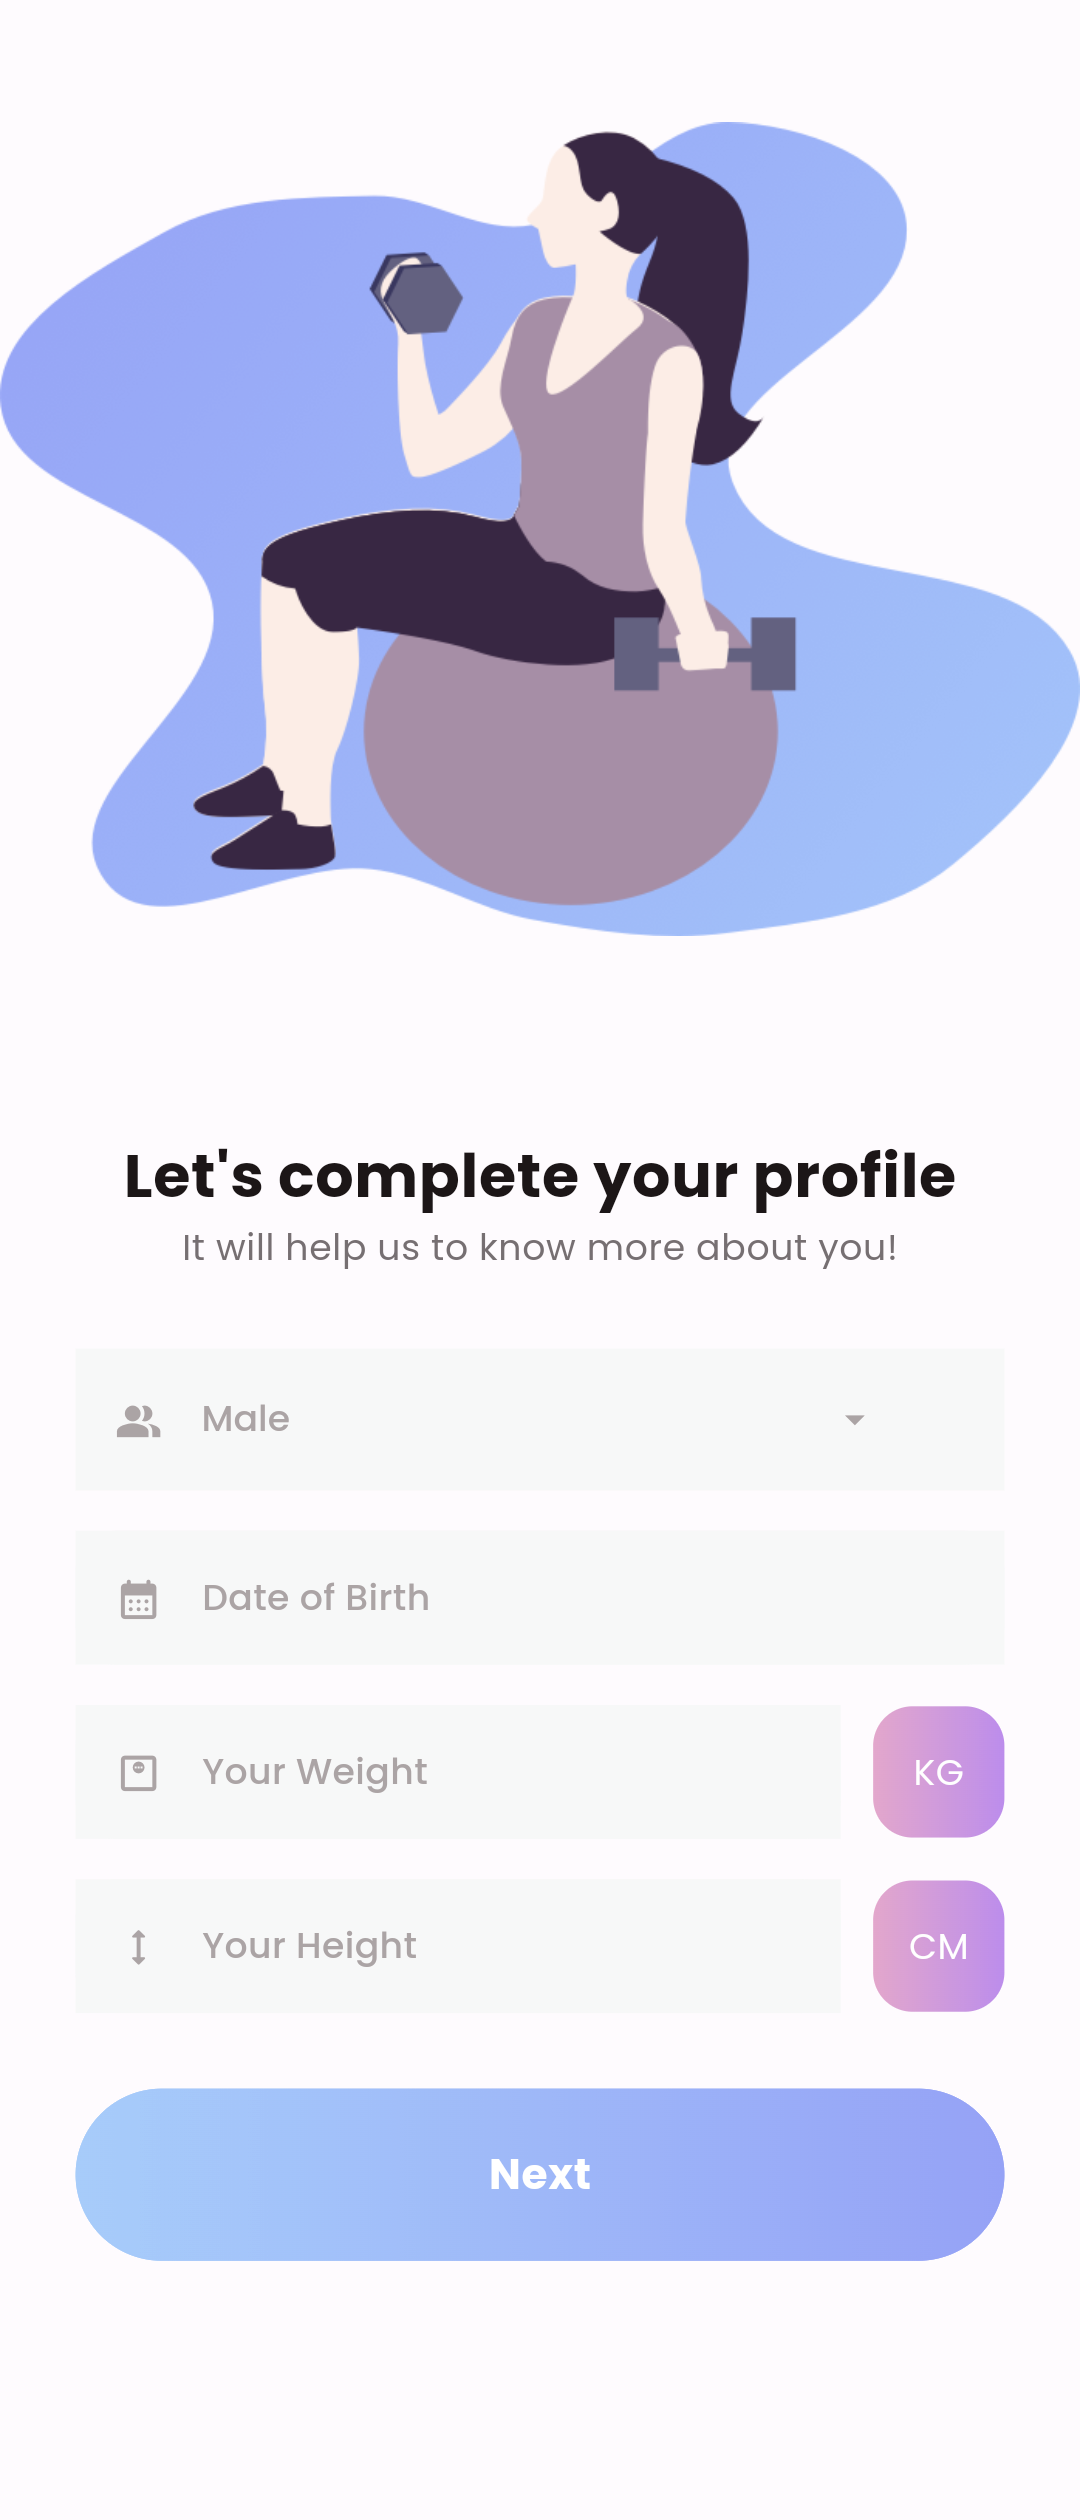 Let's complete your profile
It will help us to know more about you!
Male
Date of Birth
Your Weight
KG
Your Height
CM
Next